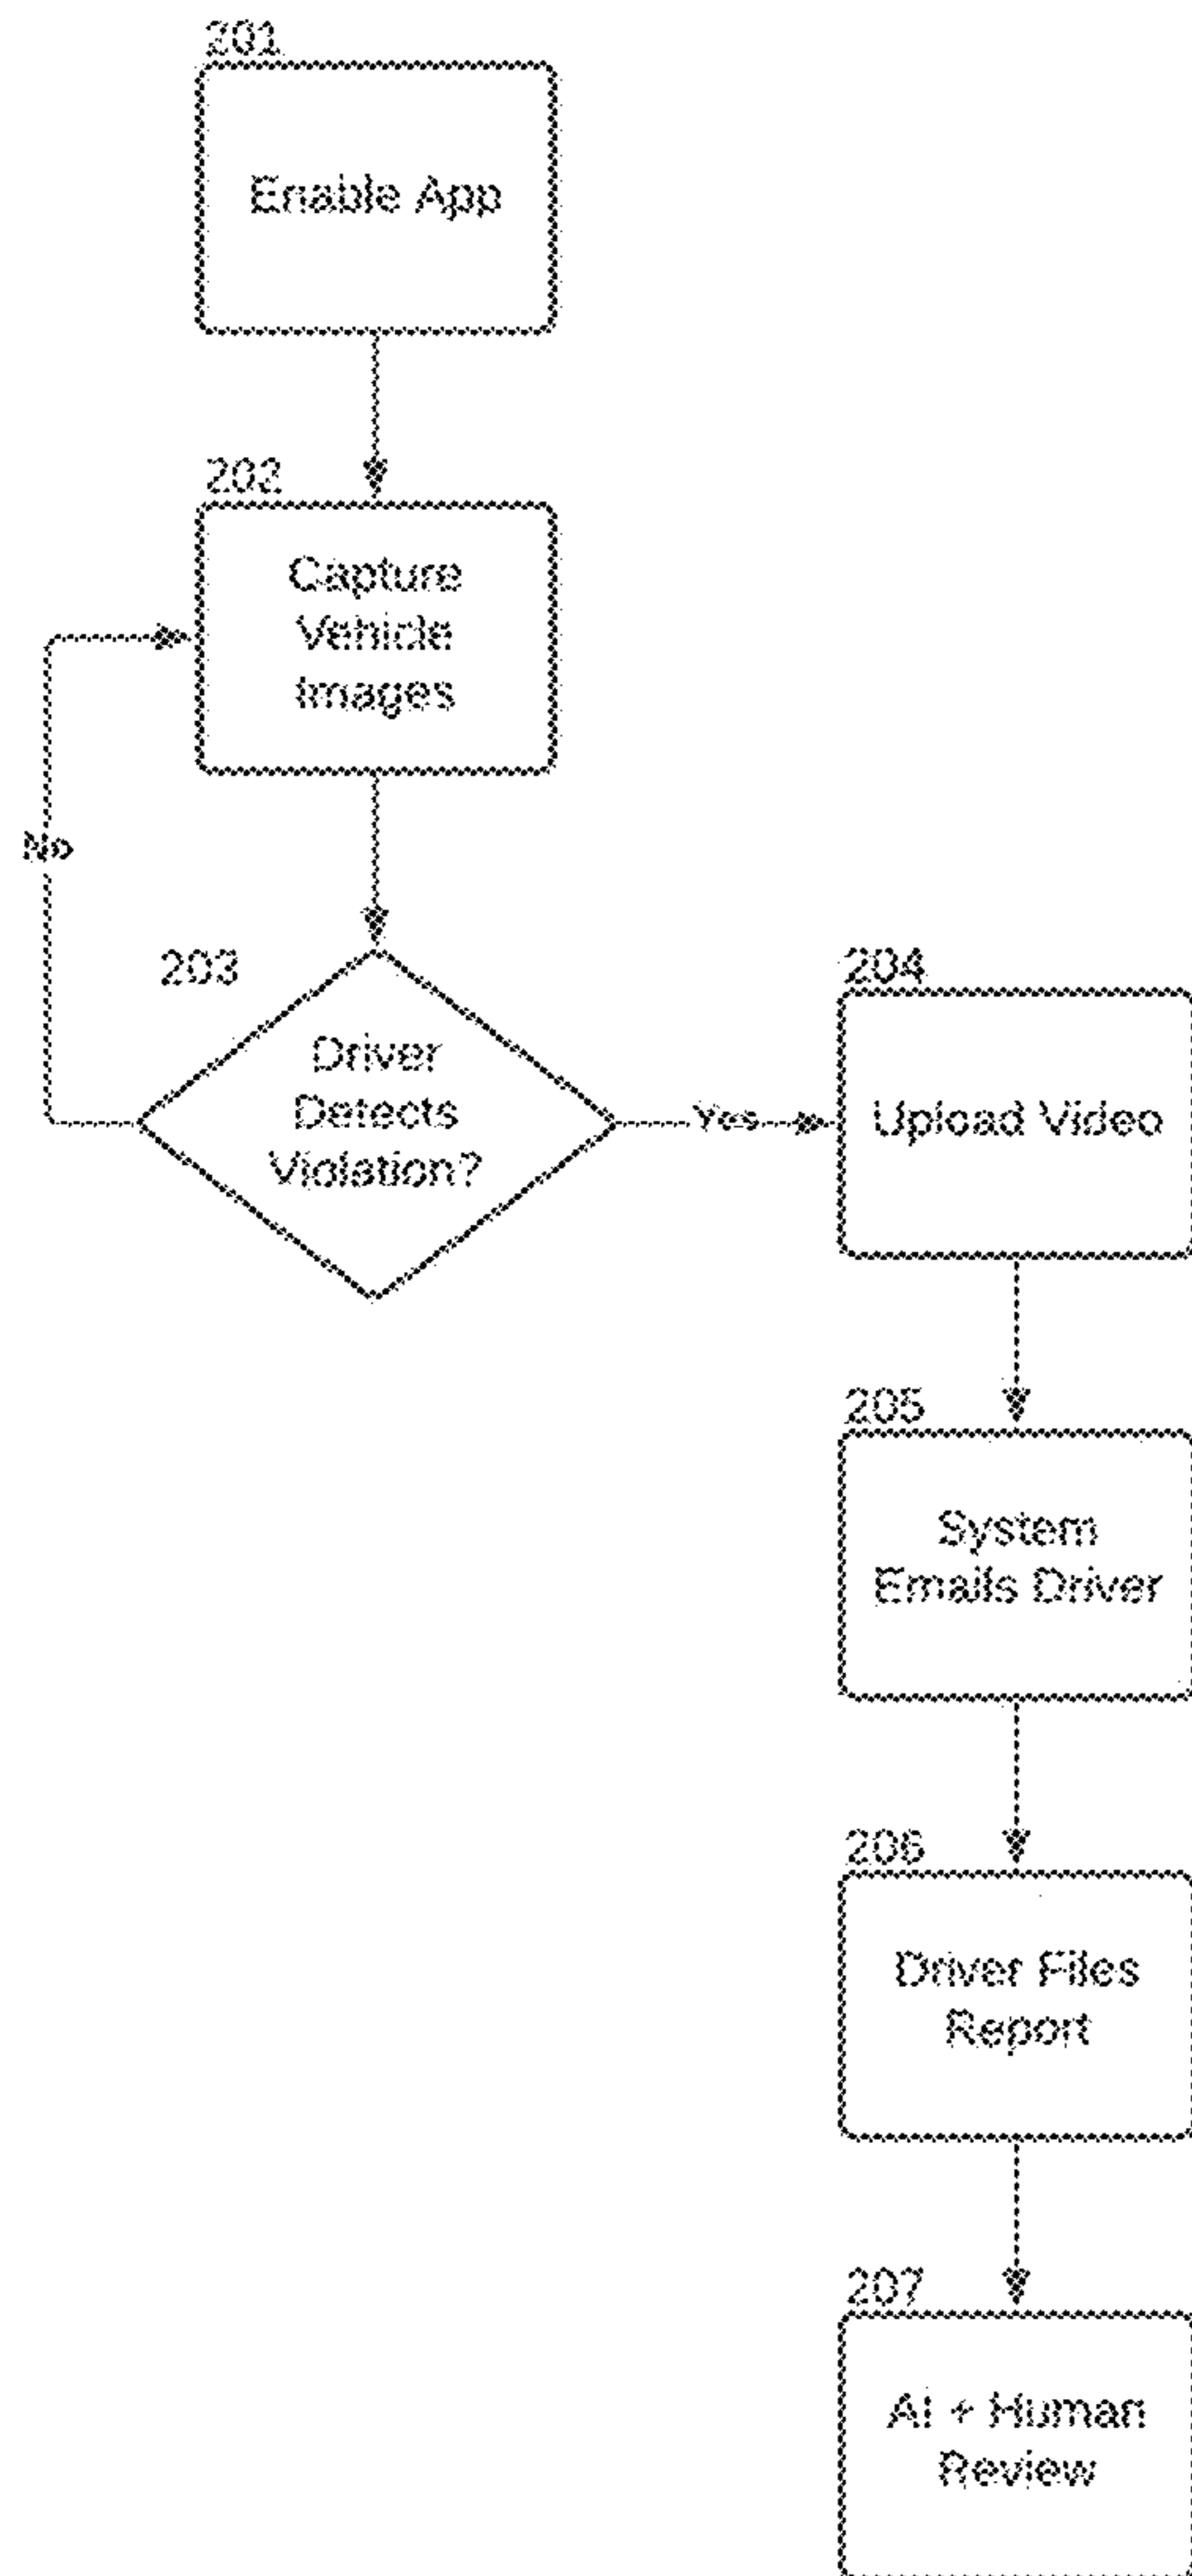 201
Enable App
202
Capture
Vehicle
Images
No
203
Driver
Detects
Violation?
Yes
204
Upload Video
205
System
Emails Driver
206
Driver Files
Report
207
AI + Human
Review